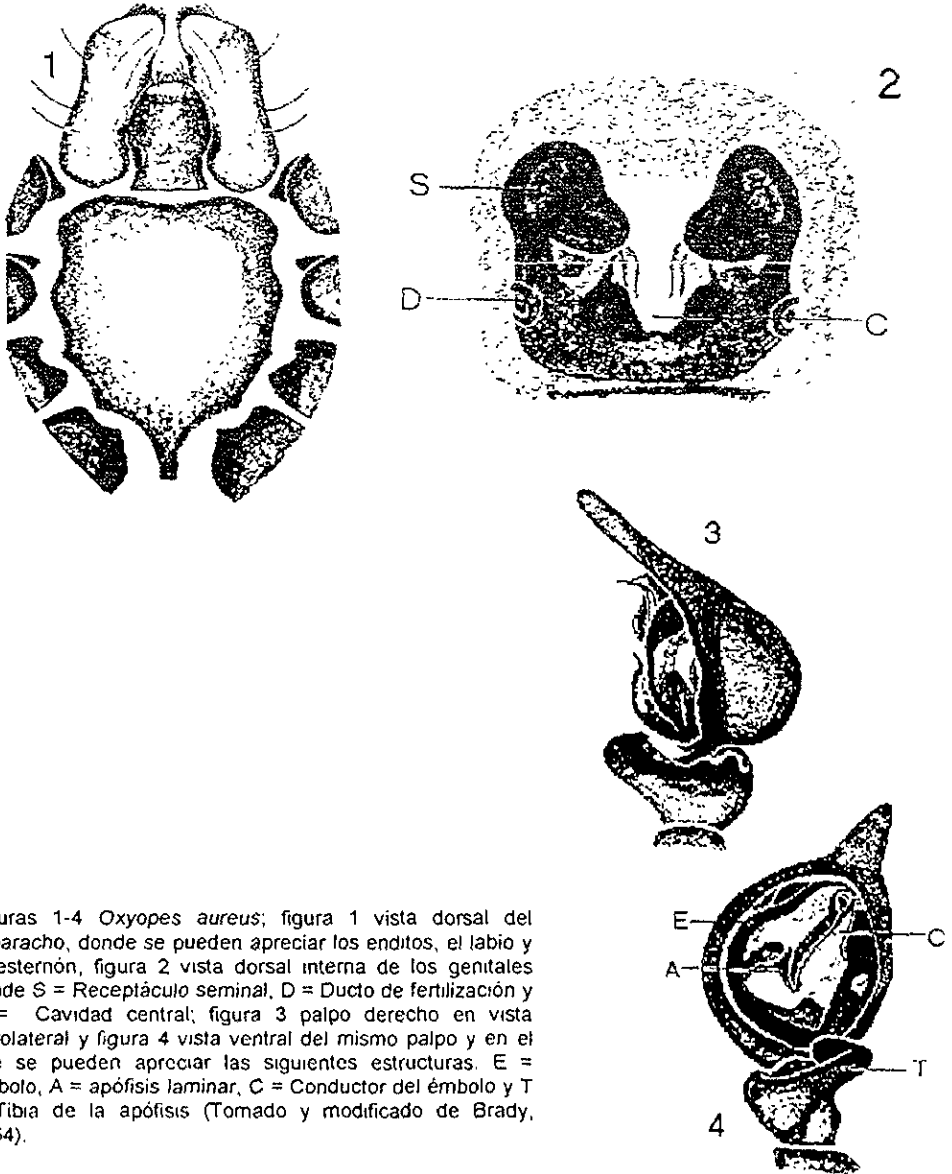 1
2
S
D
C
3
E
C
A
T
4
uras 1-4 Oxyopes aureus; figura 1 vista dorsal del
aracho, donde se pueden apreciar los enditos, el labio y
esternón, figura 2 vista dorsal interna de los genitales
de S = Receptáculo seminal, D = Ducto de fertilización y
= Cavidad central; figura 3 palpo derecho en vista
olateral y figura 4 vista ventral del mismo palpo y en el
se pueden apreciar las siguientes estructuras. E =
bolo, A = apófisis laminar, C = Conductor del émbolo y T
Tibia de la apófisis (Tomado y modificado de Brady,
64).